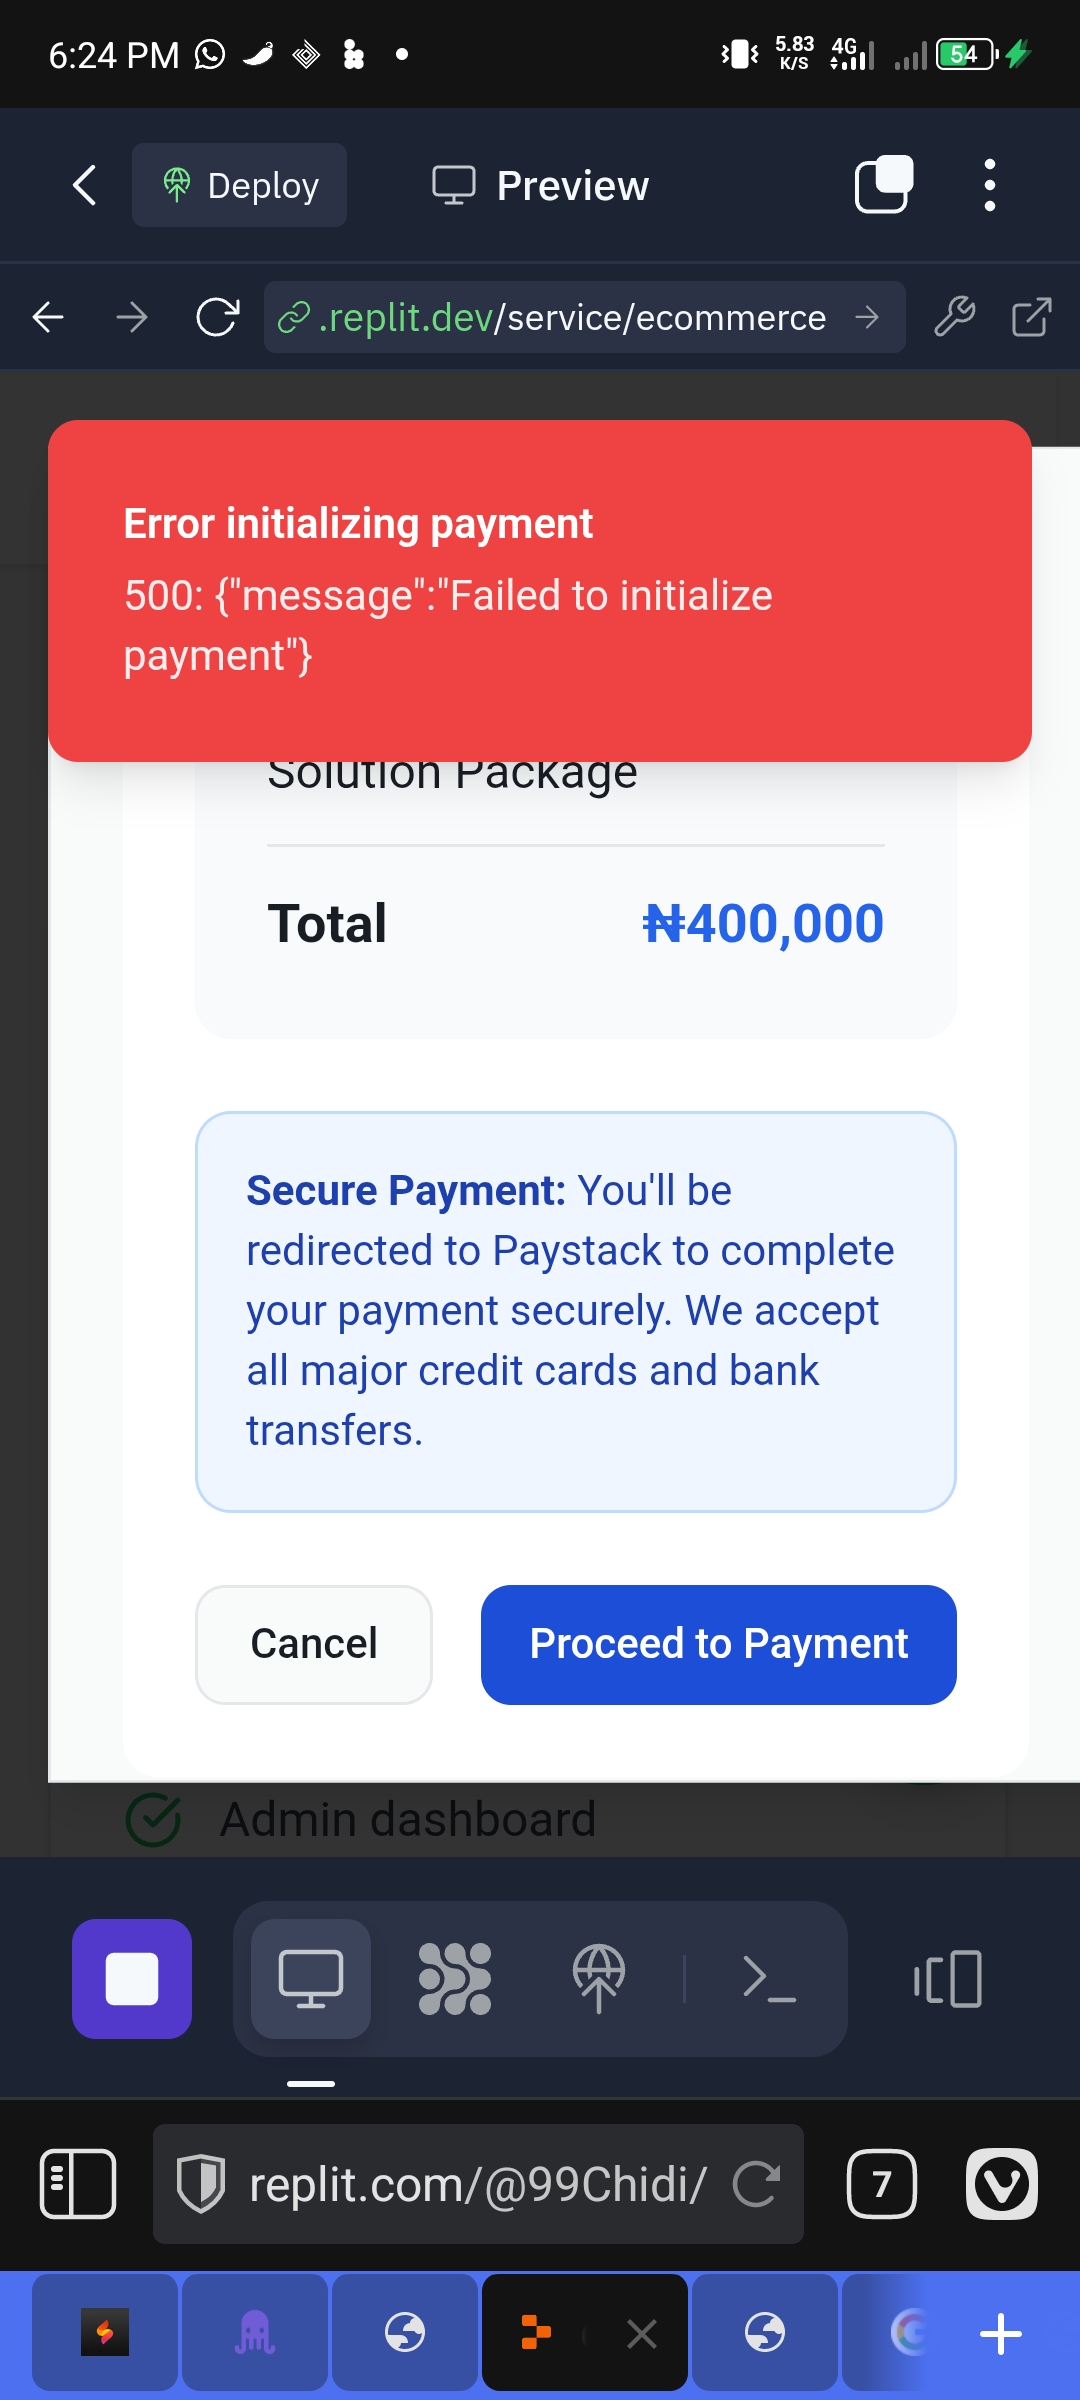 6:24 PM
5.83
K/S
4G
54
Deploy
Preview
.replit.dev/service/ecommerce
Error initializing payment
500: {"message":"Failed to initialize
payment"}
Solution Package
Total
₦400,000
Secure Payment: You'll be
redirected to Paystack to complete
your payment securely. We accept
all major credit cards and bank
transfers.
Cancel
Proceed to Payment
Admin dashboard
replit.com/@99Chidi/
7